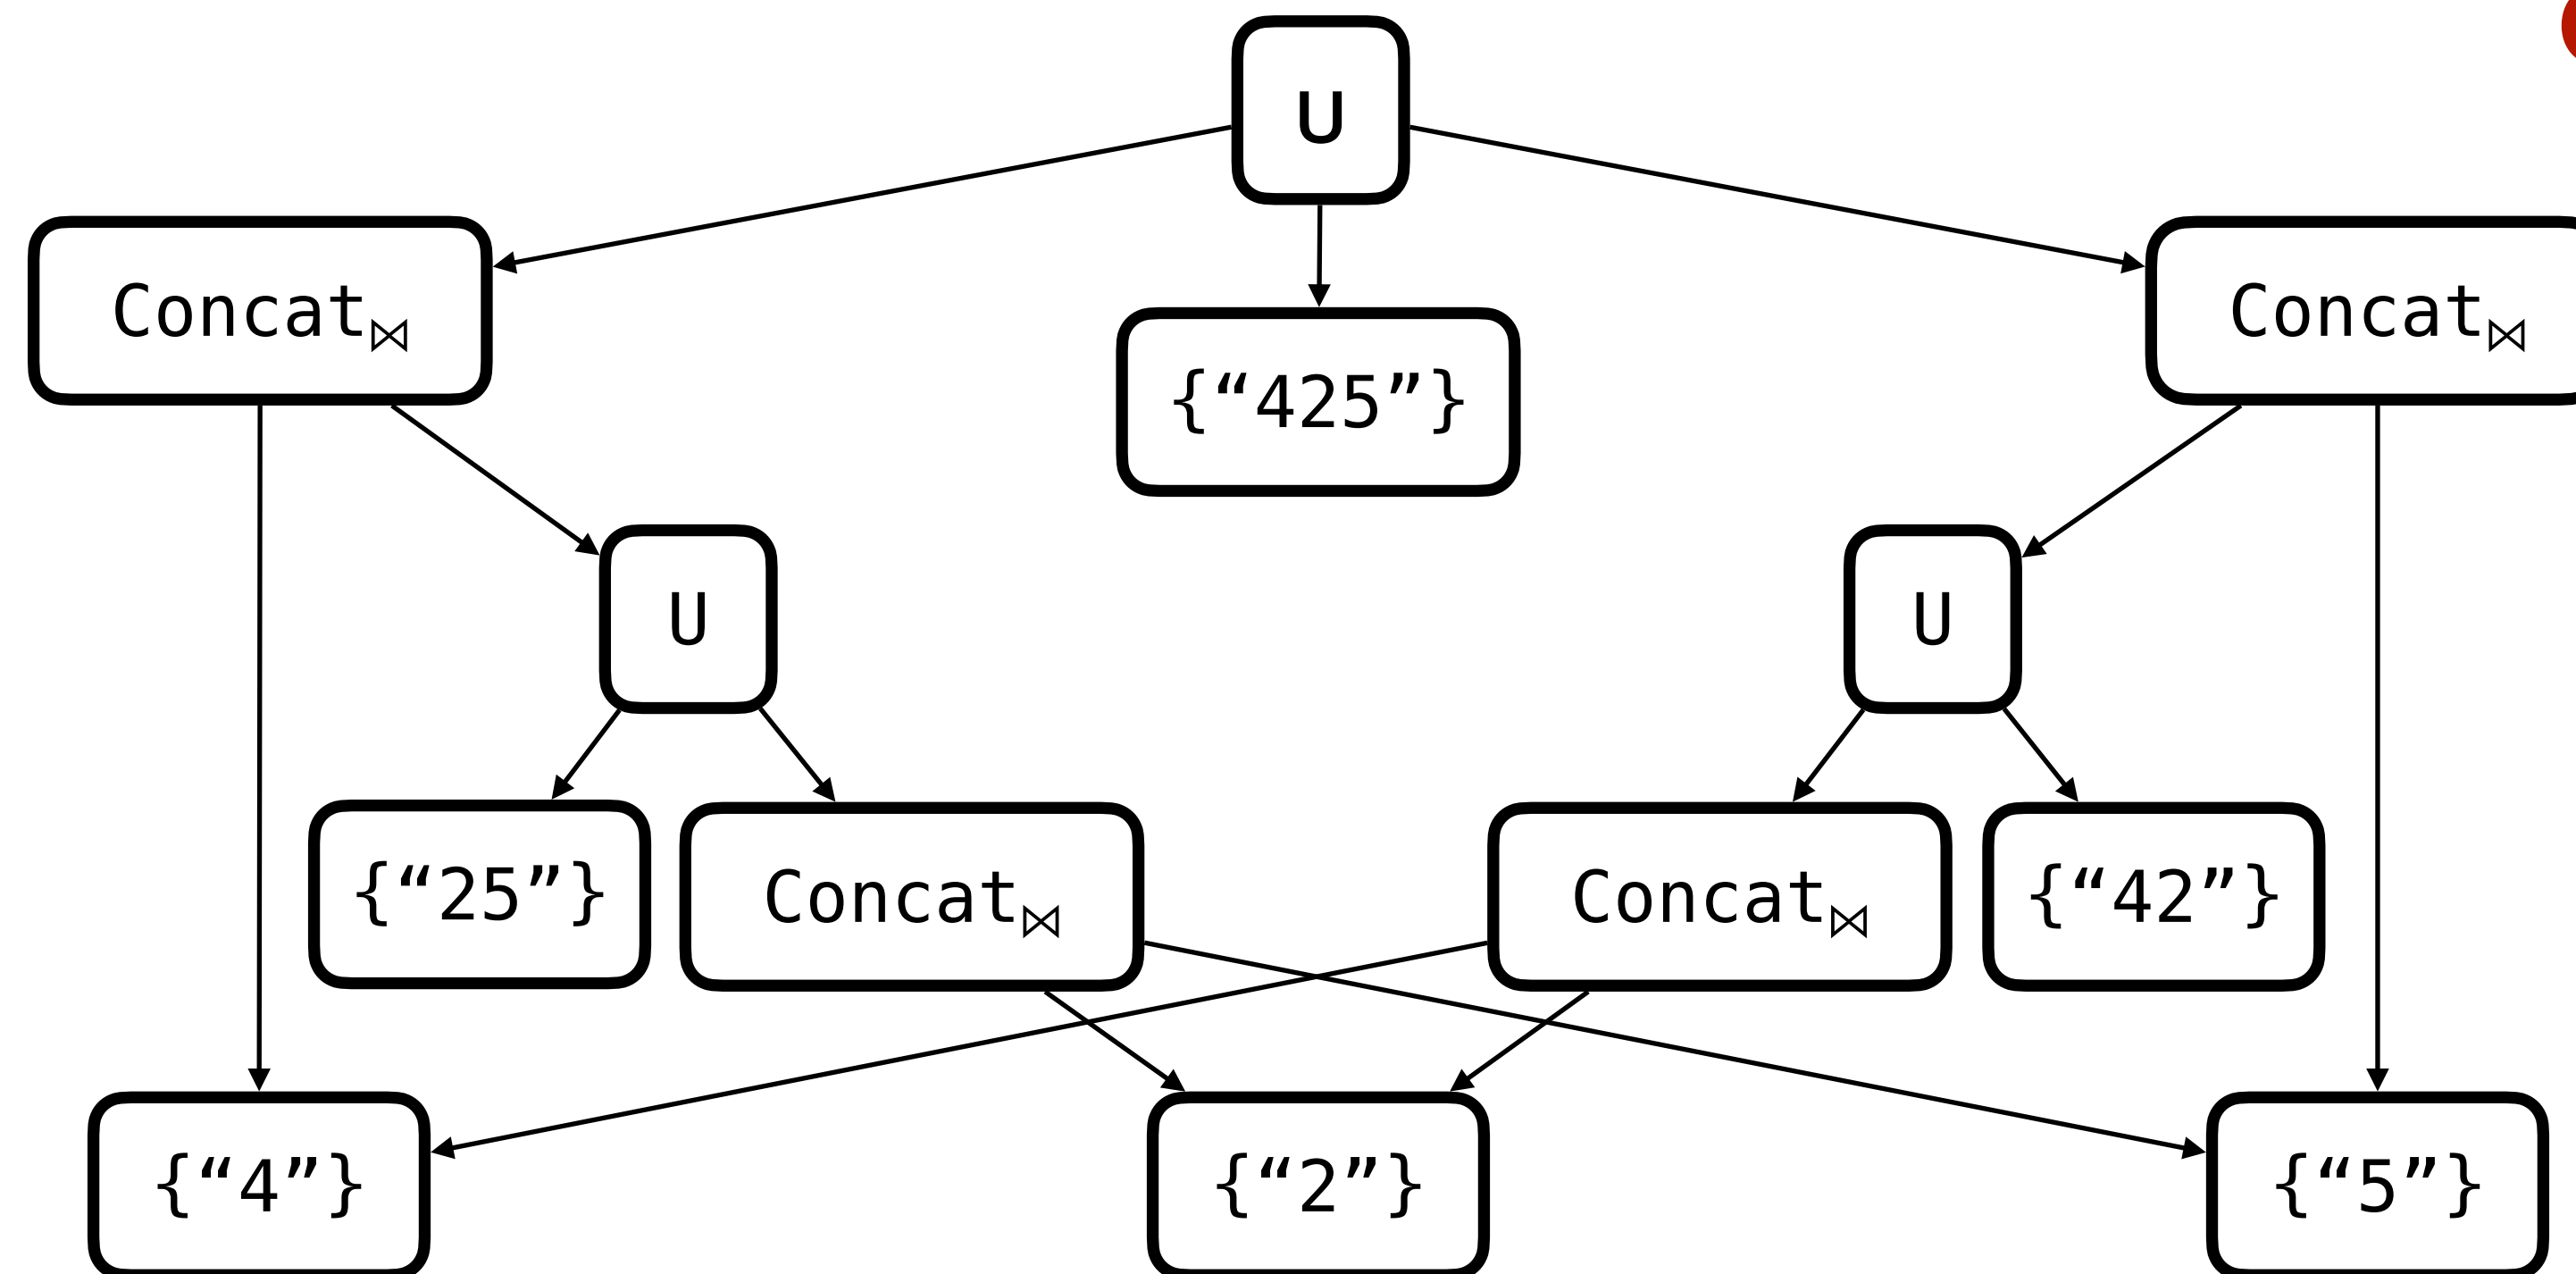 U
Concat⋈
Concat⋈
{“425”}
U
U
{“25”}
Concat⋈
Concat⋈
{“42”}
{“4”}
{“2”}
{“5”}